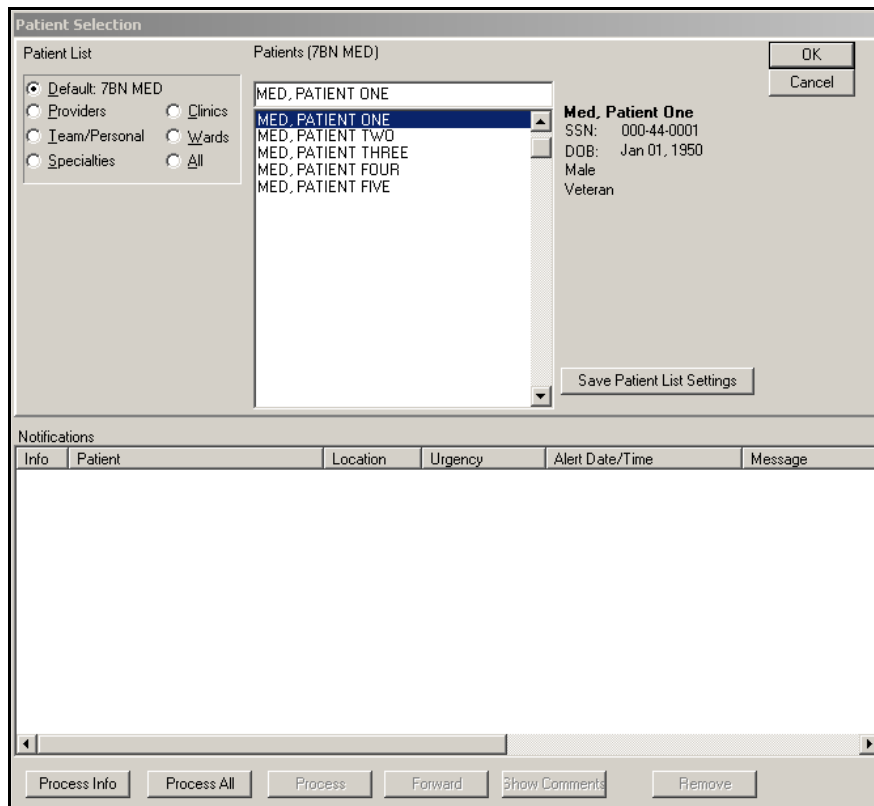 Patient Selection
Patient List
Default: 7BN MED
Providers
Clinics
Team/Personal
Wards
Specialties
All
Patients (7BN MED)
MED, PATIENT ONE
MED, PATIENT ONE
MED, PATIENT TWO
MED, PATIENT THREE
MED, PATIENT FOUR
MED, PATIENT FIVE
OK
Cancel
Med, Patient One
SSN: 000-44-0001
DOB: Jan 01, 1950
Male
Veteran
Save Patient List Settings
Notifications
Info Patient Location Urgency Alert Date/Time Message
Process Info Process All Process Forward Show Comments Remove